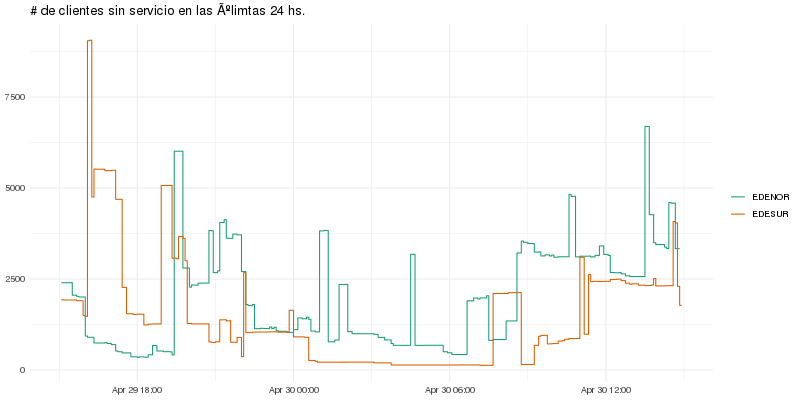 # de clientes sin servicio en las Ãºlimtas 24 hs.
7500
5000
2500
0
Apr 29 18:00
Apr 30 00:00
Apr 30 06:00
Apr 30 12:00
EDENOR
EDESUR